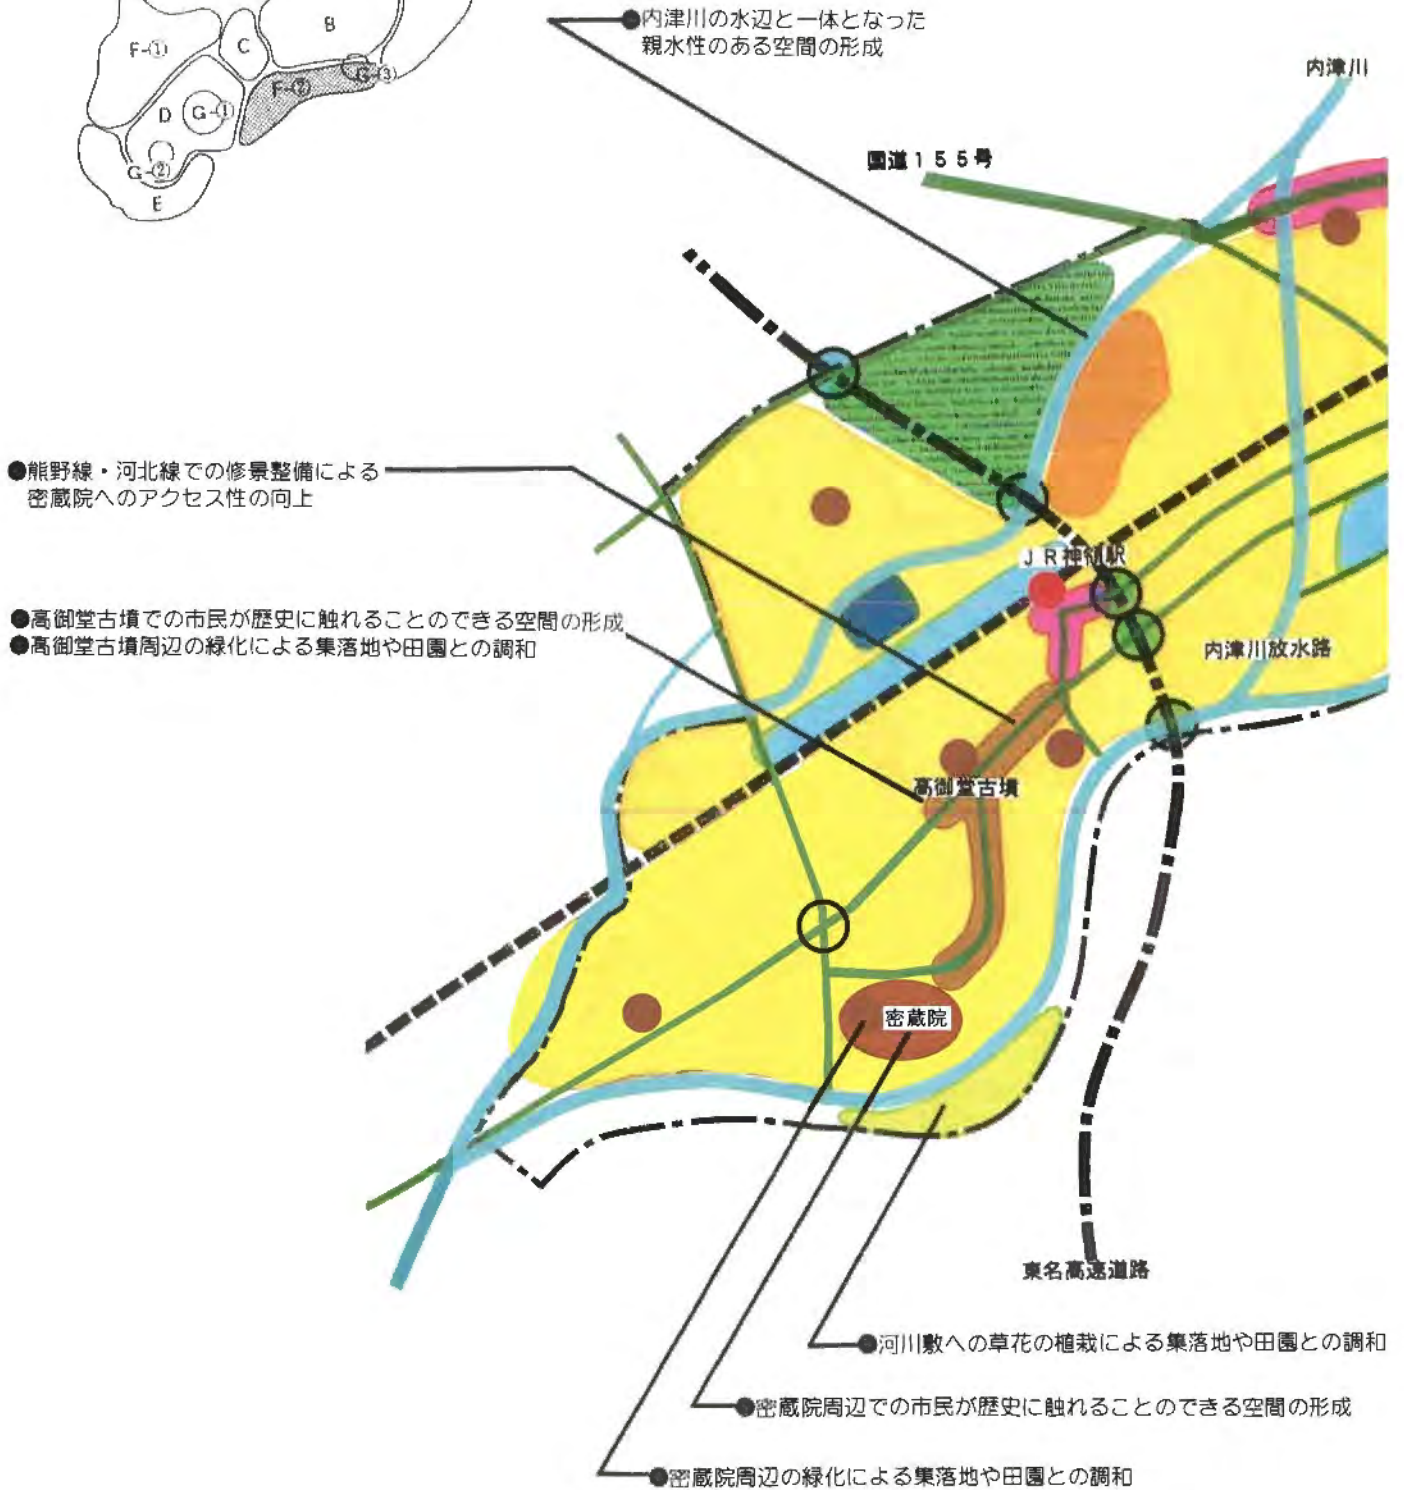 B
F-①
C
G-③
F-②
D
G-①
G-②
E
●内津川の水辺と一体となった
親水性のある空間の形成
内津川
国道１５５号
●熊野線・河北線での修景整備による
密蔵院へのアクセス性の向上
ＪＲ神領駅
●高御堂古墳での市民が歴史に触れることのできる空間の形成
●高御堂古墳周辺の緑化による集落地や田園との調和
内津川放水路
高御堂古墳
密蔵院
東名高速道路
●河川敷への草花の植栽による集落地や田園との調和
●密蔵院周辺での市民が歴史に触れることのできる空間の形成
●密蔵院周辺の緑化による集落地や田園との調和